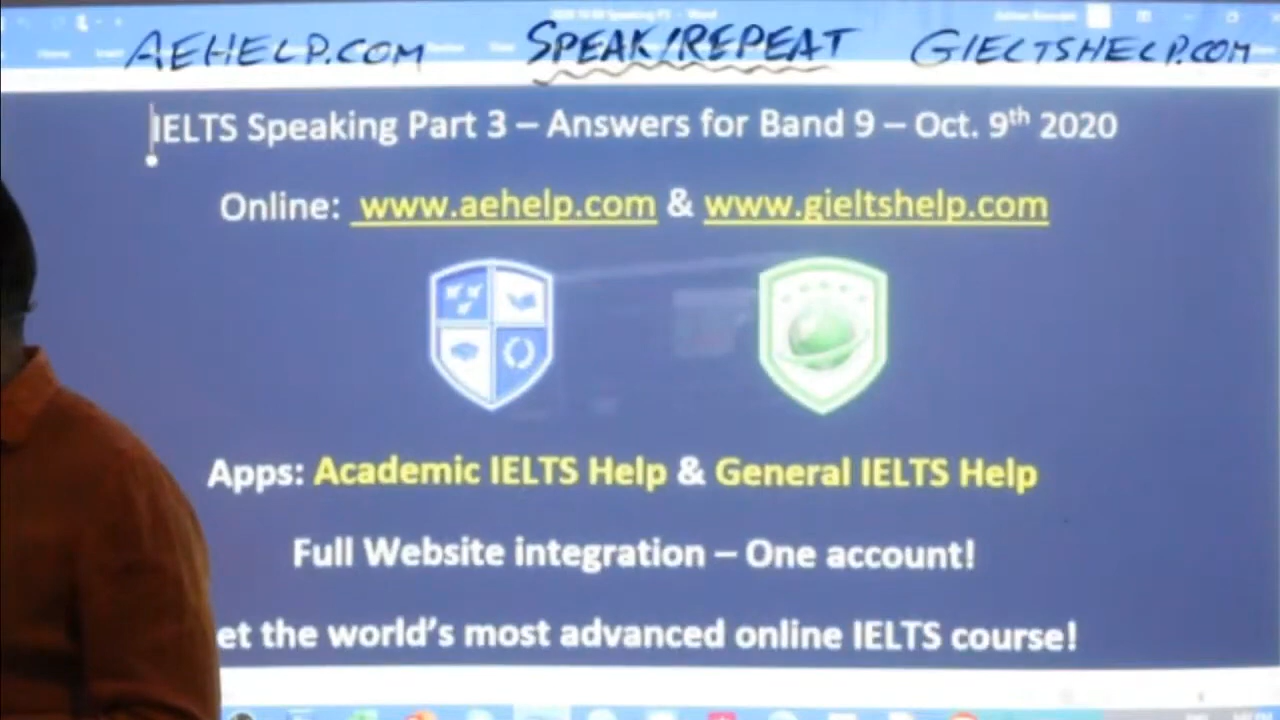 AEHELP.COM SPEAK/REPEAT GIELTSHELP.COM
IELTS Speaking Part 3 – Answers for Band 9 – Oct. 9th 2020
Online: www.aehelp.com & www.gieltshelp.com
Apps: Academic IELTS Help & General IELTS Help
Full Website integration – One account!
et the world's most advanced online IELTS course!